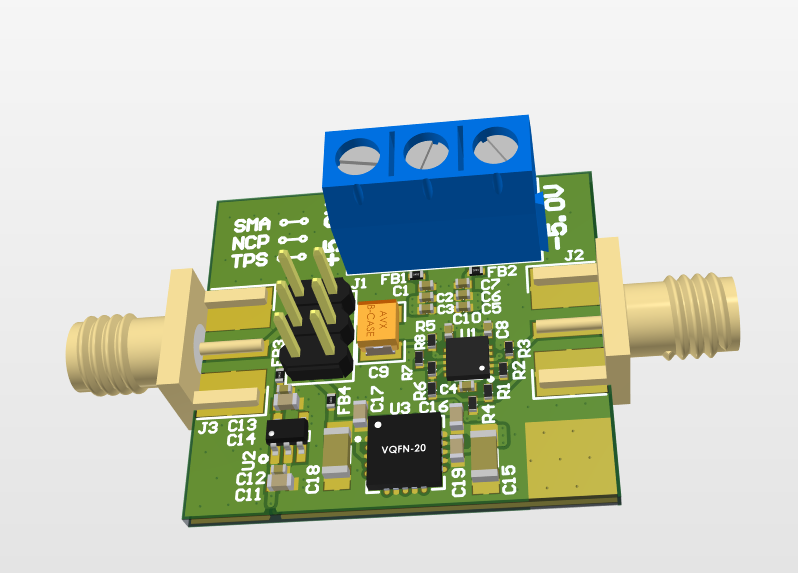 SMA
NCP
TPS
+5
-5.0V
J2
FB1
FB2
J1
C1
C7
C2
C6
C3
C5
C10
AVX
B-CASE
R5
C8
R8
U1
R3
FB3
C9
R7
R2
C4
R1
R6
C17
FB4
U3
C16
R4
J3
C13
C14
VQFN-20
U2
C12
C18
C19
C15
C11